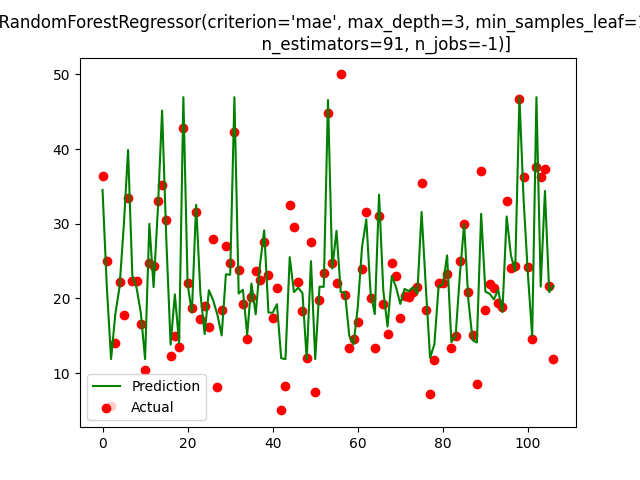 RandomForestRegressor(criterion='mae', max_depth=3, min_samples_leaf=
n_estimators=91, n_jobs=-1)]
50
40
30
20
10
Prediction
Actual
0 20 40 60 80 100